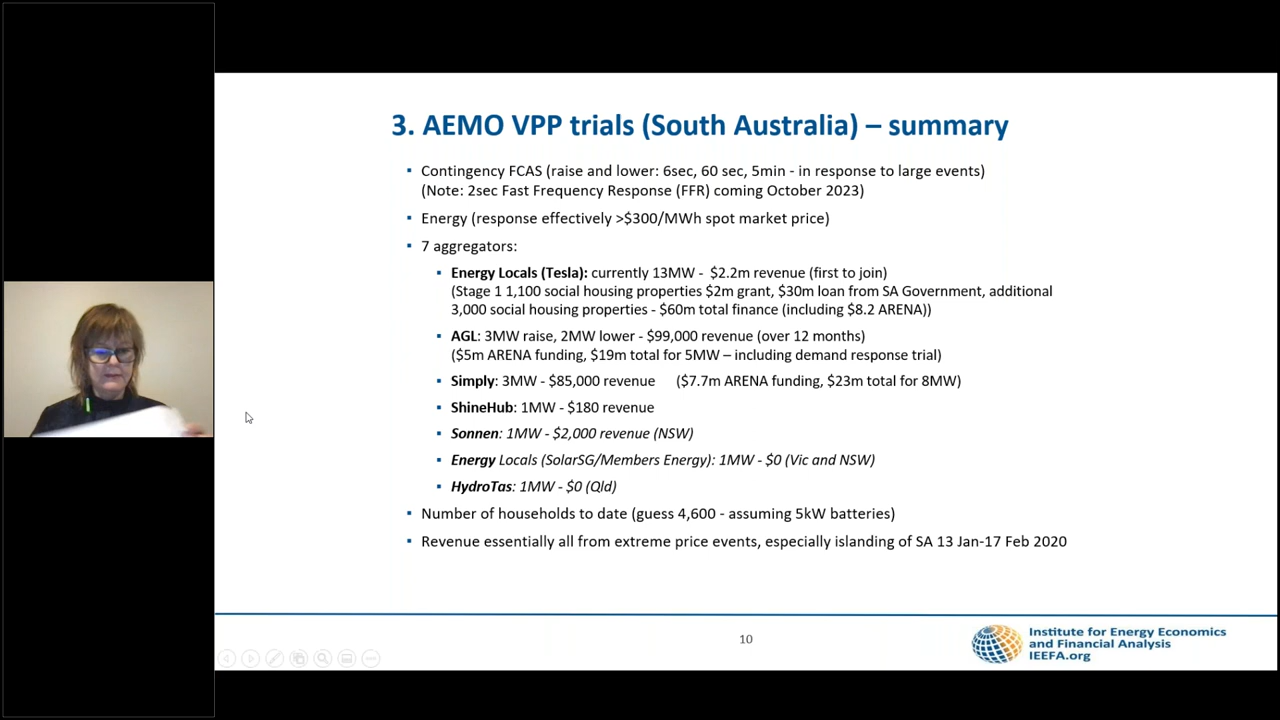 3. AEMO VPP trials (South Australia) – summary
▪ Contingency FCAS (raise and lower: 6sec, 60 sec, 5min - in response to large events)
(Note: 2sec Fast Frequency Response (FFR) coming October 2023)
▪ Energy (response effectively >$300/MWh spot market price)
▪ 7 aggregators:
▪ Energy Locals (Tesla): currently 13MW - $2.2m revenue (first to join)
(Stage 1 1,100 social housing properties $2m grant, $30m loan from SA Government, additional
3,000 social housing properties - $60m total finance (including $8.2 ARENA))
▪ AGL: 3MW raise, 2MW lower - $99,000 revenue (over 12 months)
($5m ARENA funding, $19m total for 5MW – including demand response trial)
▪ Simply: 3MW - $85,000 revenue ($7.7m ARENA funding, $23m total for 8MW)
▪ ShineHub: 1MW - $180 revenue
▪ Sonnen: 1MW - $2,000 revenue (NSW)
▪ Energy Locals (SolarSG/Members Energy): 1MW - $0 (Vic and NSW)
▪ HydroTas: 1MW - $0 (Qld)
▪ Number of households to date (guess 4,600 - assuming 5kW batteries)
▪ Revenue essentially all from extreme price events, especially islanding of SA 13 Jan-17 Feb 2020
10
Institute for Energy Economics
and Financial Analysis
IEEFA.org